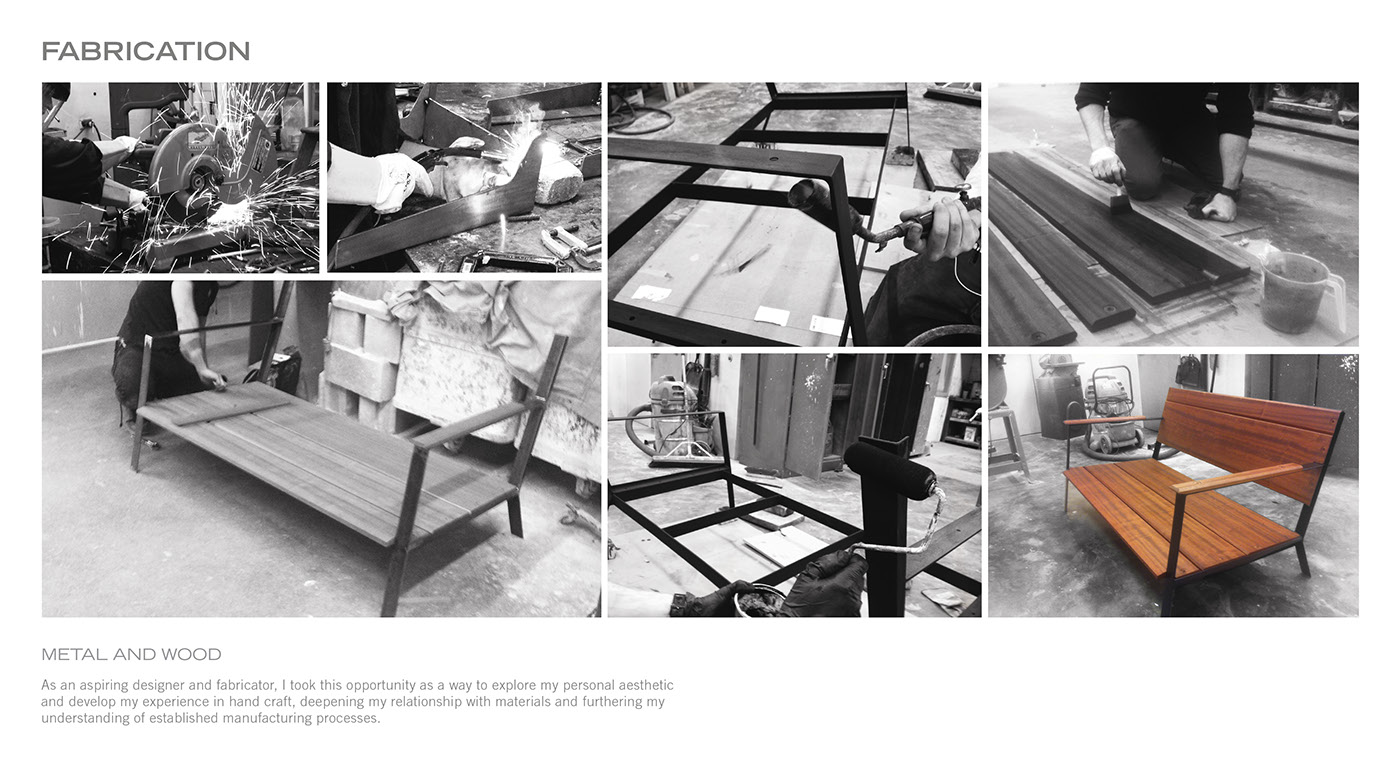 FABRICATION
METAL AND WOOD
As an aspiring designer and fabricator, I took this opportunity as a way to explore my personal aesthetic
and develop my experience in hand craft, deepening my relationship with materials and furthering my
understanding of established manufacturing processes.